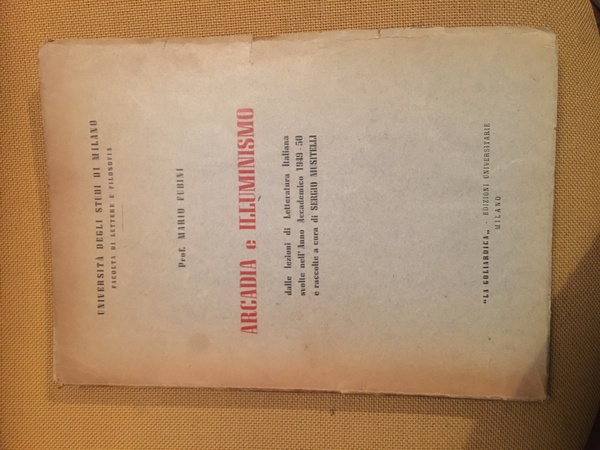 UNIVERSITÀ DEGLI STUDI DI MILANO
FACOLTÀ DI LETTERE E FILOSOFIA
Prof. MARIO FUBINI
ARCADIA e ILLUMINISMO
dalle lezioni di Letteratura Italiana
svolte nell'Anno Accademico 1949-50
e raccolte a cura di SERGIO MUSITELLI
"LA GOLIARDICA„ - EDIZIONI UNIVERSITARIE
MILANO